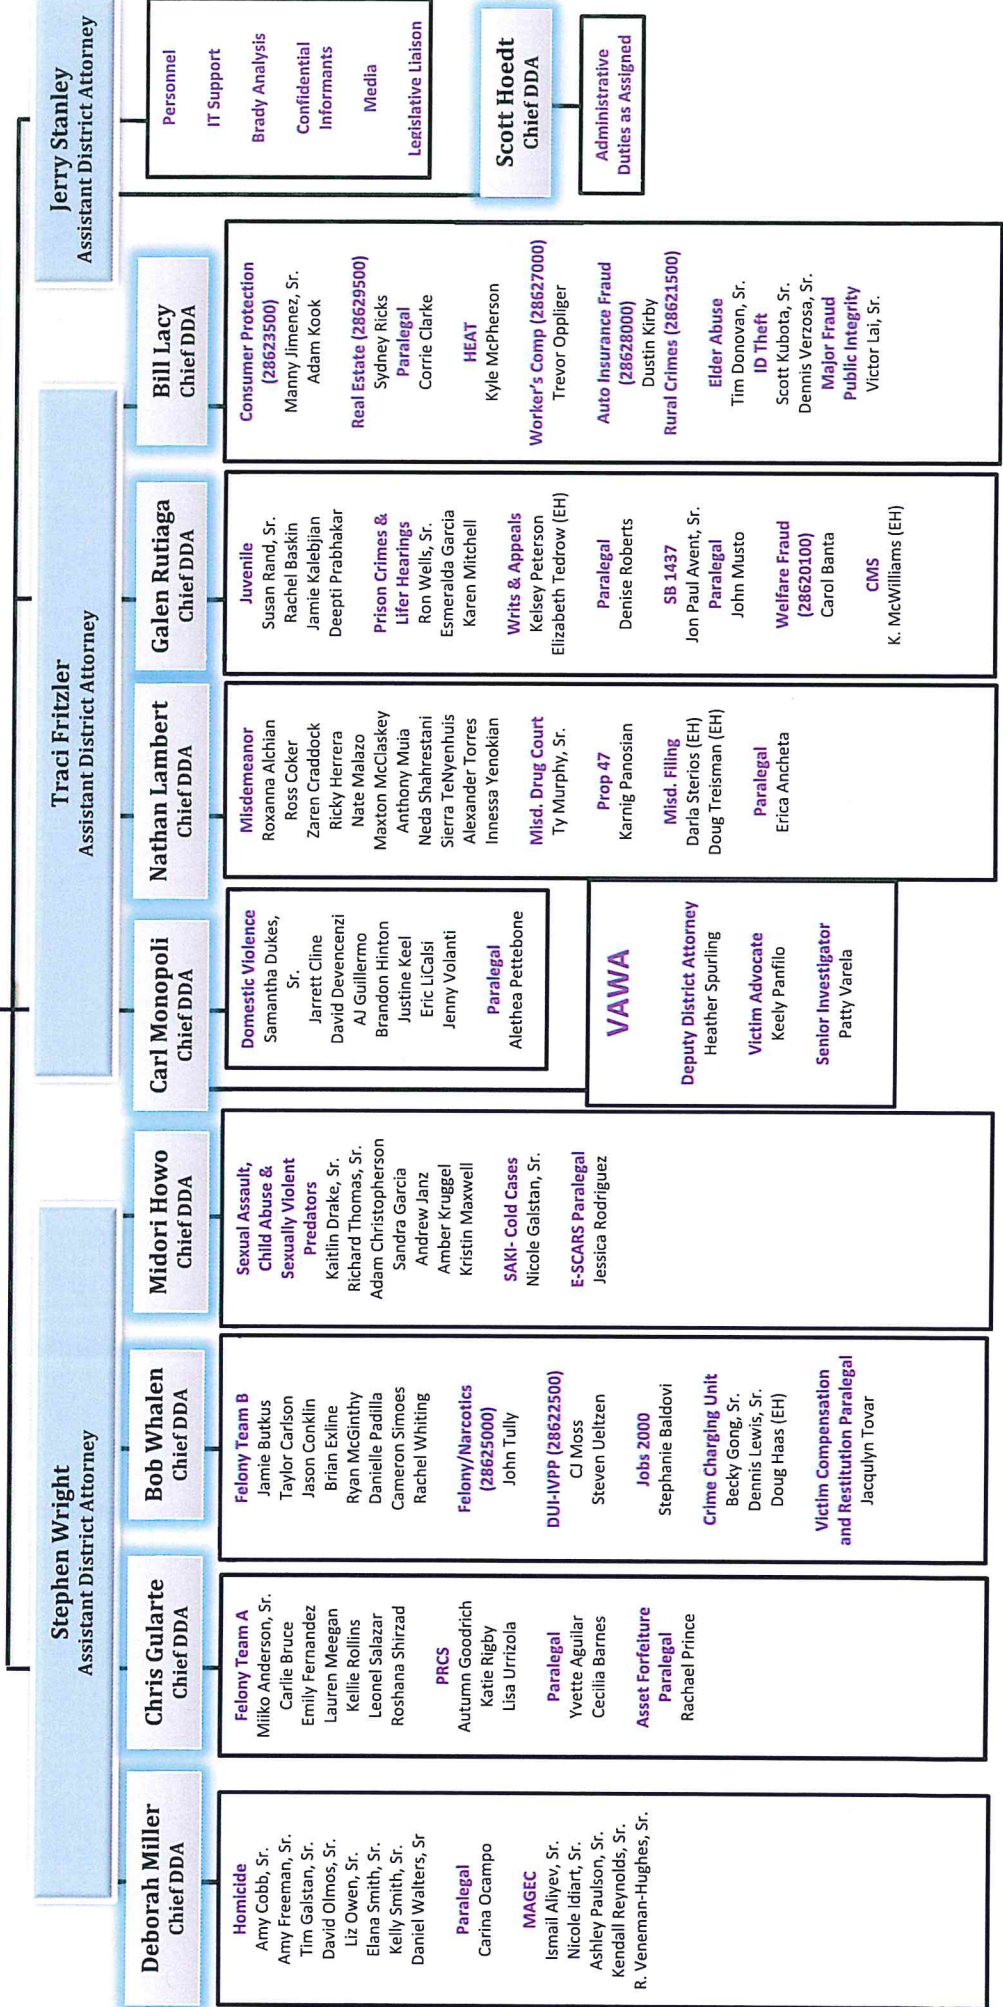 Stephen Wright
Assistant District Attorney
Traci Fritzler
Assistant District Attorney
Jerry Stanley
Assistant District Attorney
Deborah Miller
Chief DDA
Homicide
Amy Cobb, Sr.
Amy Freeman, Sr.
Tim Galstan, Sr.
David Olmos, Sr.
Liz Owen, Sr.
Elana Smith, Sr.
Kelly Smith, Sr.
Daniel Walters, Sr
Paralegal
Carina Ocampo
MAGEC
Ismail Aliyev, Sr.
Nicole Idiart, Sr.
Ashley Paulson, Sr.
Kendall Reynolds, Sr.
R. Veneman-Hughes, Sr.
Chris Gularte
Chief DDA
Felony Team A
Miiko Anderson, Sr.
Carlie Bruce
Emily Fernandez
Lauren Meegan
Kellie Rollins
Leonel Salazar
Roshana Shirzad
PRCS
Autumn Goodrich
Katie Rigby
Lisa Urrizola
Paralegal
Yvette Aguilar
Cecilia Barnes
Asset Forfeiture
Paralegal
Rachael Prince
Bob Whalen
Chief DDA
Felony Team B
Jamie Butkus
Taylor Carlson
Jason Conklin
Brian Exline
Ryan McGinthy
Danielle Padilla
Cameron Simoes
Rachel Whiting
Felony/Narcotics
(28625000)
John Tully
DUI-IVPP (28622500)
CJ Moss
Steven Ueltzen
Jobs 2000
Stephanie Baldovi
Crime Charging Unit
Becky Gong, Sr.
Dennis Lewis, Sr.
Doug Haas (EH)
Victim Compensation
and Restitution Paralegal
Jacqulyn Tovar
Midori Howo
Chief DDA
Sexual Assault,
Child Abuse &
Sexually Violent
Predators
Kaitlin Drake, Sr.
Richard Thomas, Sr.
Adam Christopherson
Sandra Garcia
Andrew Janz
Amber Kruggel
Kristin Maxwell
SAKI- Cold Cases
Nicole Galstan, Sr.
E-SCARS Paralegal
Jessica Rodriguez
Carl Monopoli
Chief DDA
Domestic Violence
Samantha Dukes,
Sr.
Jarrett Cline
David Devencenzi
AJ Guillermo
Brandon Hinton
Justine Keel
Eric LiCalsi
Jenny Volanti
Paralegal
Alethea Pettebone
VAWA
Deputy District Attorney
Heather Spurling
Victim Advocate
Keely Panfilo
Senior Investigator
Patty Varela
Nathan Lambert
Chief DDA
Misdemeanor
Roxanna Alchian
Ross Coker
Zaren Craddock
Ricky Herrera
Nate Malazo
Maxton McClaskey
Anthony Muia
Neda Shahrestani
Sierra TeNyenhuis
Alexander Torres
Innessa Yenokian
Misd. Drug Court
Ty Murphy, Sr.
Prop 47
Karnig Panosian
Misd. Filing
Darla Sterios (EH)
Doug Treisman (EH)
Paralegal
Erica Ancheta
Galen Rutiaga
Chief DDA
Juvenile
Susan Rand, Sr.
Rachel Baskin
Jamie Kalebjian
Deepti Prabhakar
Prison Crimes &
Lifer Hearings
Ron Wells, Sr.
Esmeralda Garcia
Karen Mitchell
Writs & Appeals
Kelsey Peterson
Elizabeth Tedrow (EH)
Paralegal
Denise Roberts
SB 1437
Jon Paul Avent, Sr.
Paralegal
John Musto
Welfare Fraud
(28620100)
Carol Banta
CMS
K. McWilliams (EH)
Bill Lacy
Chief DDA
Consumer Protection
(28623500)
Manny Jimenez, Sr.
Adam Kook
Real Estate (28629500)
Sydney Ricks
Paralegal
Corrie Clarke
HEAT
Kyle McPherson
Worker's Comp (28627000)
Trevor Oppliger
Auto Insurance Fraud
(28628000)
Dustin Kirby
Rural Crimes (28621500)
Elder Abuse
Tim Donovan, Sr.
ID Theft
Scott Kubota, Sr.
Dennis Verzosa, Sr.
Major Fraud
Public Integrity
Victor Lai, Sr.
Personnel
IT Support
Brady Analysis
Confidential
Informants
Media
Legislative Liaison
Scott Hoedt
Chief DDA
Administrative
Duties as Assigned